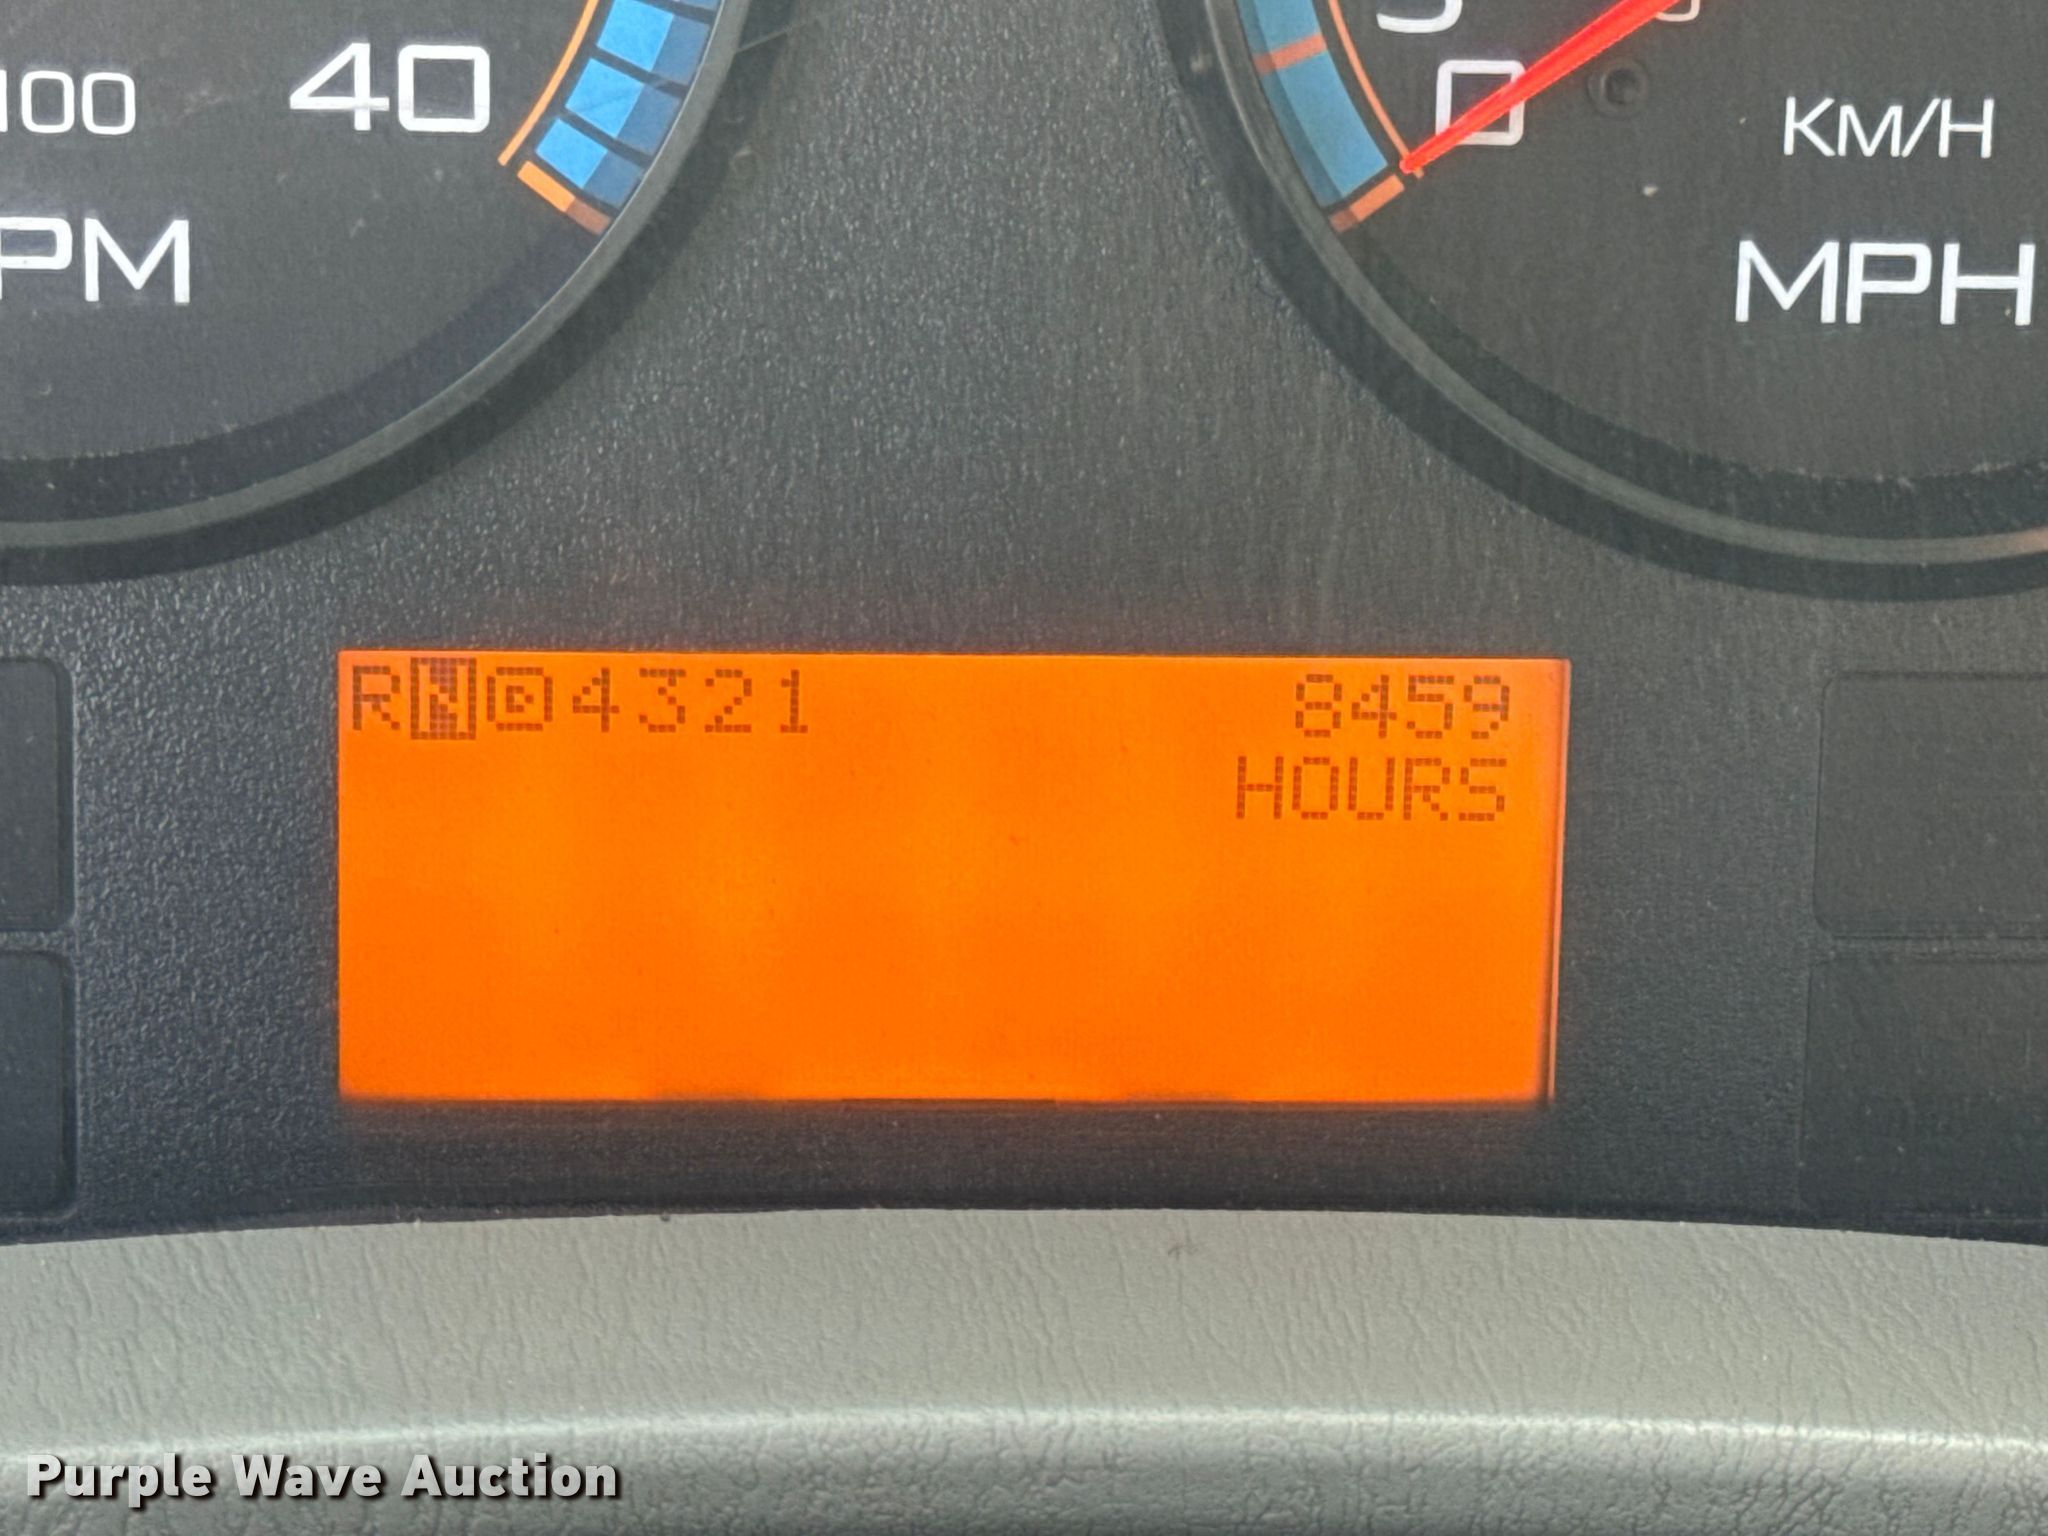 100 40
PM
0
KM/H
MPH
RND4321 8459
HOURS
Purple Wave Auction